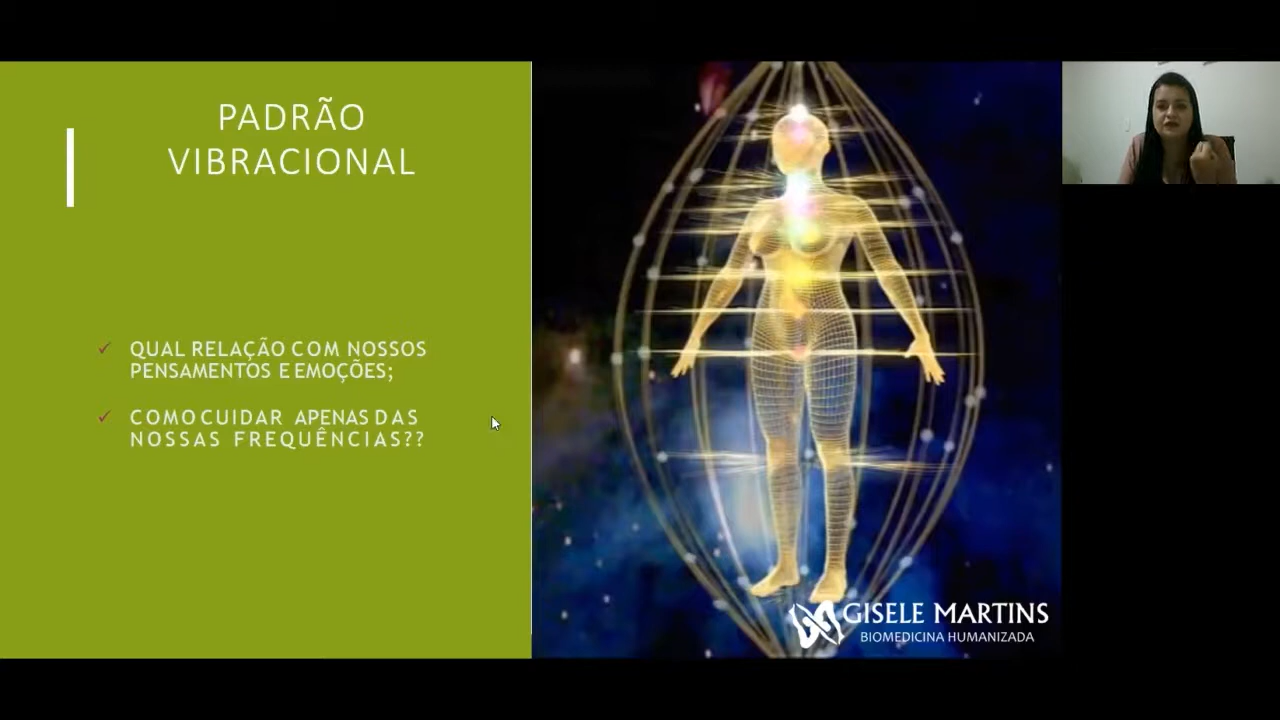 PADRÃO
VIBRACIONAL
QUAL RELAÇÃO COM NOSSOS
PENSAMENTOS E EMOÇÕES;
COMO CUIDAR APENAS DAS
NOSSAS FREQUÊNCIAS??
GISELE MARTINS
BIOMEDICINA HUMANIZADA